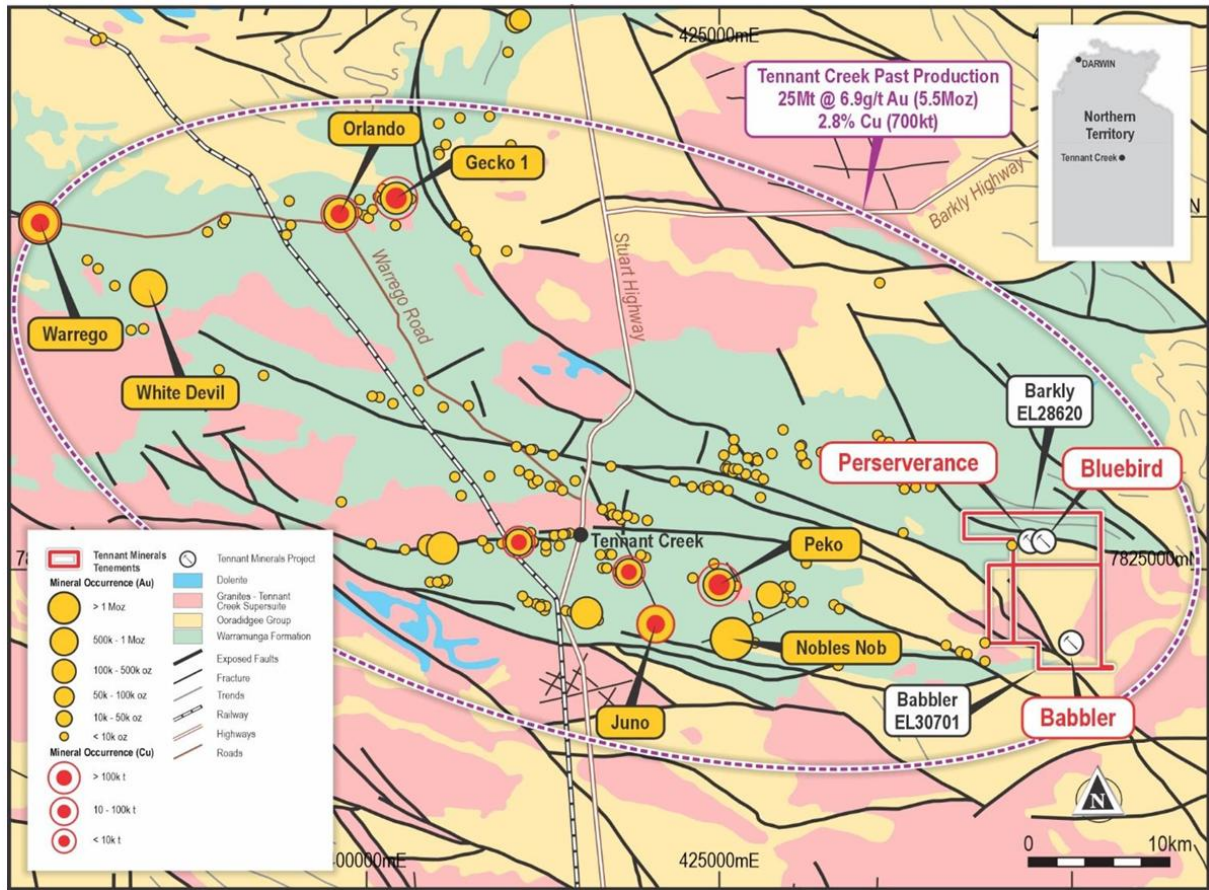 425000mE
Tennant Creek Past Production
25Mt @ 6.9g/t Au (5.5Moz)
2.8% Cu (700kt)
DARWIN
Northern
Territory
Tennant Creek
Orlando
Gecko 1
Barkly Highway
N
Stuart Highway
Warrego Road
Warrego
White Devil
Barkly
EL28620
Perserverance
Bluebird
Tennant Creek
Peko
7825000mN
Nobles Nob
Juno
Babbler
EL30701
Babbler
Tennant Minerals
Tenements
Mineral Occurrence (Au)
> 1 Moz
500k - 1 Moz
100k - 500k oz
50k - 100k oz
10k - 50k oz
< 10k oz
Mineral Occurrence (Cu)
> 100k t
10 - 100k t
< 10k t
Tennant Minerals Project
Dolerite
Granites - Tennant
Creek Supersuite
Ooradidgee Group
Warramunga Formation
Exposed Faults
Fracture
Trends
Railway
Highways
Roads
00000mE
425000mE
N
0
10km